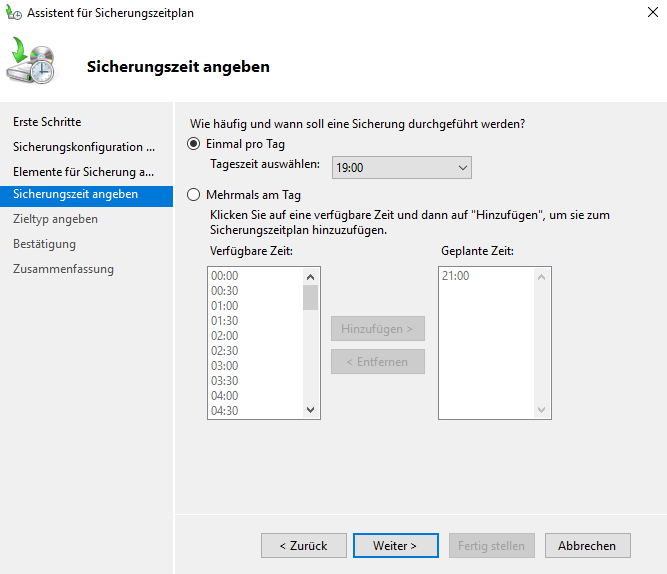 Assistent für Sicherungszeitplan
Sicherungszeit angeben
Erste Schritte
Sicherungskonfiguration ...
Elemente für Sicherung a...
Sicherungszeit angeben
Zieltyp angeben
Bestätigung
Zusammenfassung
Wie häufig und wann soll eine Sicherung durchgeführt werden?
Einmal pro Tag
Tageszeit auswählen:
19:00
Mehrmals am Tag
Klicken Sie auf eine verfügbare Zeit und dann auf "Hinzufügen", um sie zum
Sicherungszeitplan hinzuzufügen.
Verfügbare Zeit:
00:00
00:30
01:00
01:30
02:00
02:30
03:00
03:30
04:00
04:30
Hinzufügen >
< Entfernen
Geplante Zeit:
21:00
< Zurück
Weiter >
Fertig stellen
Abbrechen